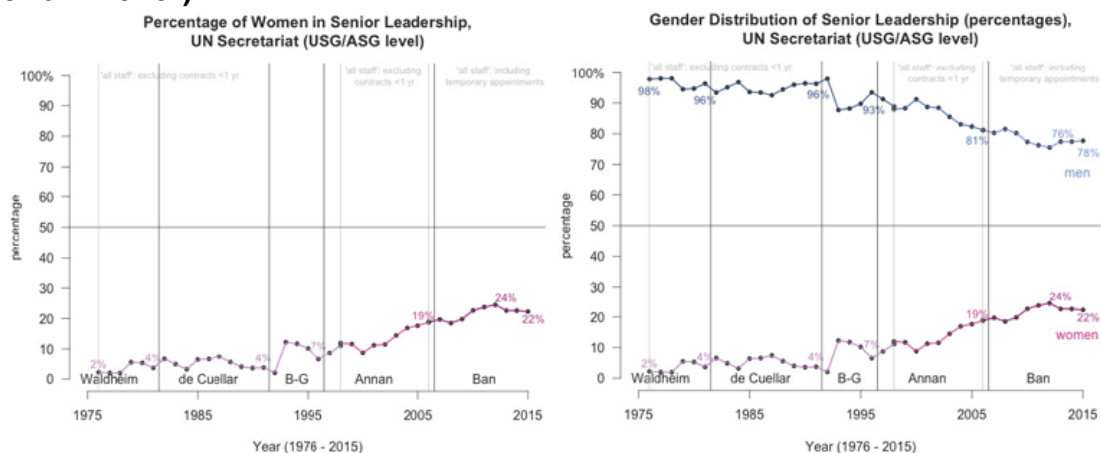 Percentage of Women in Senior Leadership,
UN Secretariat (USG/ASG level)
'all staff': excluding contracts <1 yr
'all staff': excluding
contracts <1 yr
'all staff': including
temporary appointments
100%
90
80
70
60
50
40
30
20
10
0
percentage
2%
4%
4%
7%
19%
24%
22%
Waldheim
de Cuellar
B-G
Annan
Ban
1975
1985
1995
2005
2015
Year (1976 - 2015)
Gender Distribution of Senior Leadership (percentages),
UN Secretariat (USG/ASG level)
'all staff': excluding contracts <1 yr
'all staff': excluding
contracts <1 yr
'all staff': including
temporary appointments
100%
90
80
70
60
50
40
30
20
10
0
percentage
98%
96%
96%
93%
81%
76%
78%
men
2%
4%
4%
7%
19%
24%
22%
women
Waldheim
de Cuellar
B-G
Annan
Ban
1975
1985
1995
2005
2015
Year (1976 - 2015)